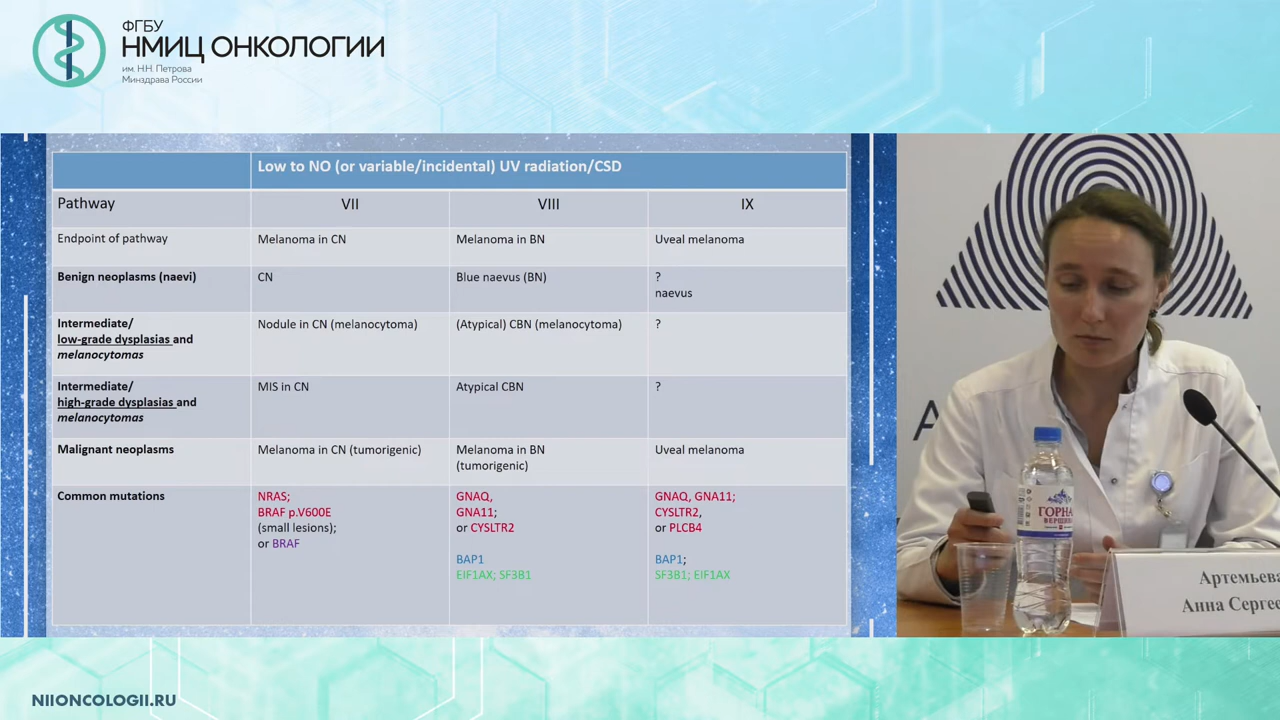 ФГБУ
НМИЦ ОНКОЛОГИИ
им. Н.Н. Петрова
Минздрава России
Low to NO (or variable/incidental) UV radiation/CSD
Pathway VII VIII IX
Endpoint of pathway Melanoma in CN Melanoma in BN Uveal melanoma
Benign neoplasms (naevi) CN Blue naevus (BN) ?
naevus
Intermediate/ Nodule in CN (melanocytoma) (Atypical) CBN (melanocytoma) ?
low-grade dysplasias and
melanocytomas
Intermediate/ MIS in CN Atypical CBN ?
high-grade dysplasias and
melanocytomas
Malignant neoplasms Melanoma in CN (tumorigenic) Melanoma in BN Uveal melanoma
(tumorigenic)
Common mutations NRAS; GNAQ, GNAQ, GNA11;
BRAF p.V600E GNA11; CYSLTR2,
(small lesions); or CYSLTR2 or PLCB4
or BRAF
BAP1 BAP1;
EIF1AX; SF3B1 SF3B1; EIF1AX
ГОРНАЯ
ВЕРШИНА
Артемьева
Анна Сергее
NIIONCOLOGII.RU